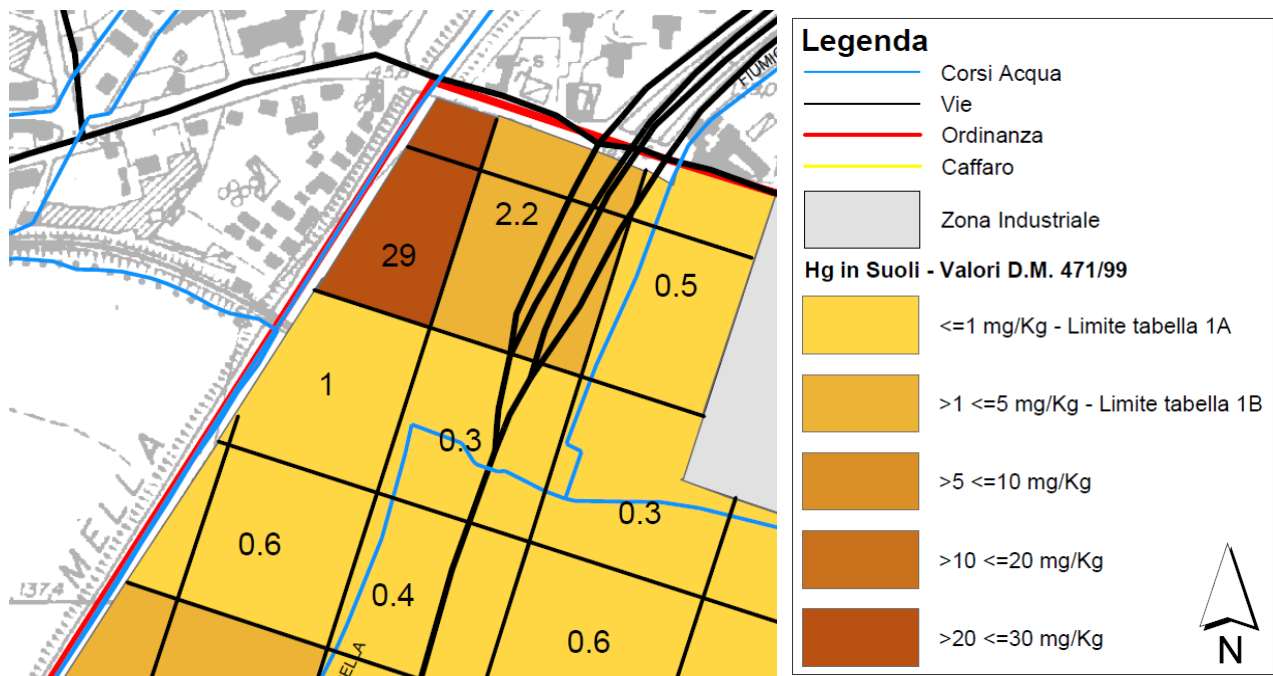 FIUMIC
S
2.2
29
0.5
1
0.3
0.3
MELLA
0.6
1374
0.4
0.6
ELLA
Legenda
Corsi Acqua
Vie
Ordinanza
Caffaro
Zona Industriale
Hg in Suoli - Valori D.M. 471/99
<=1 mg/Kg - Limite tabella 1A
>1 <=5 mg/Kg - Limite tabella 1B
>5 <=10 mg/Kg
>10 <=20 mg/Kg
>20 <=30 mg/Kg
N